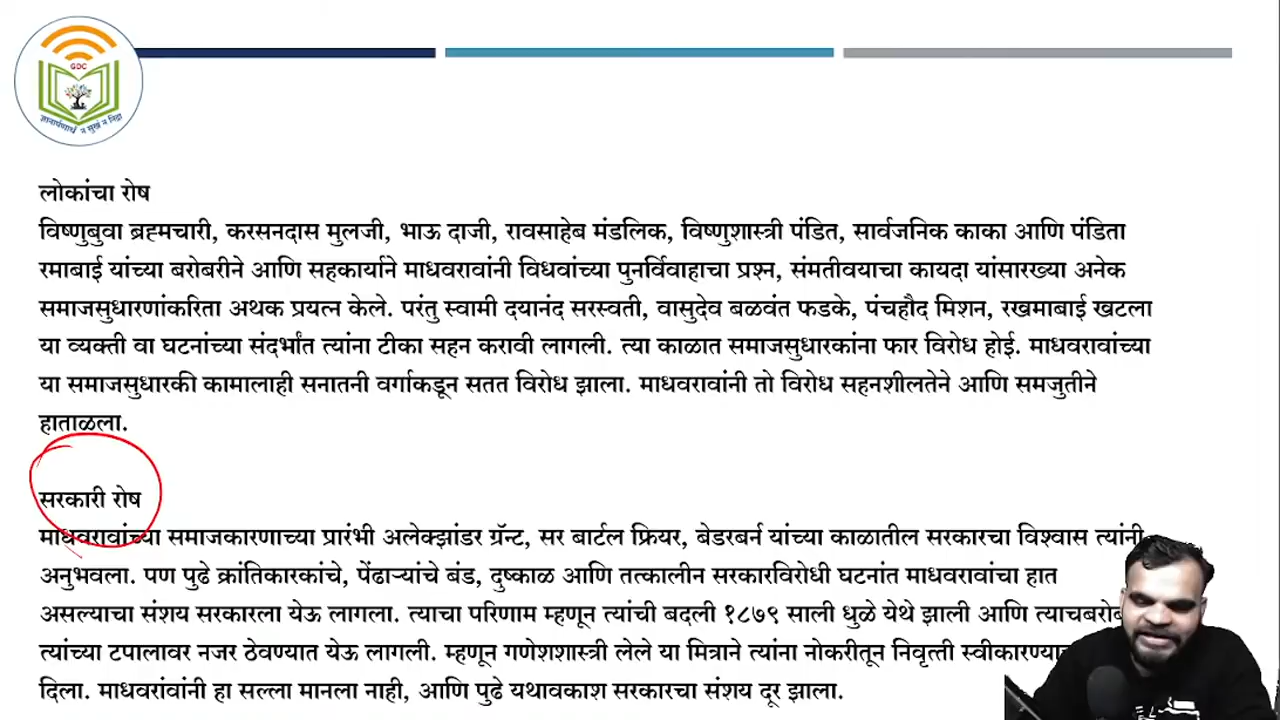 GDC
ज्ञानार्पणार्थं न सुखं न निद्रा
लोकांचा रोष
विष्णुबुवा ब्रह्मचारी, करसनदास मुलजी, भाऊ दाजी, रावसाहेब मंडलिक, विष्णुशास्त्री पंडित, सार्वजनिक काका आणि पंडिता
रमाबाई यांच्या बरोबरीने आणि सहकार्याने माधवरावांनी विधवांच्या पुनर्विवाहाचा प्रश्न, संमतीवयाचा कायदा यांसारख्या अनेक
समाजसुधारणांकरिता अथक प्रयत्न केले. परंतु स्वामी दयानंद सरस्वती, वासुदेव बळवंत फडके, पंचहौद मिशन, रखमाबाई खटला
या व्यक्ती वा घटनांच्या संदर्भांत त्यांना टीका सहन करावी लागली. त्या काळात समाजसुधारकांना फार विरोध होई. माधवरावांच्या
या समाजसुधारकी कामालाही सनातनी वर्गाकडून सतत विरोध झाला. माधवरावांनी तो विरोध सहनशीलतेने आणि समजुतीने
हाताळला.
सरकारी रोष
माधवरावांच्या समाजकारणाच्या प्रारंभी अलेक्झांडर ग्रॅन्ट, सर बार्टल फ्रियर, बेडरबर्न यांच्या काळातील सरकारचा विश्वास त्यांनी
अनुभवला. पण पुढे क्रांतिकारकांचे, पेंढाऱ्यांचे बंड, दुष्काळ आणि तत्कालीन सरकारविरोधी घटनांत माधवरावांचा हात
असल्याचा संशय सरकारला येऊ लागला. त्याचा परिणाम म्हणून त्यांची बदली १८७९ साली धुळे येथे झाली आणि
त्यांच्या टपालावर नजर ठेवण्यात येऊ लागली. म्हणून गणेशशास्त्री लेले या मित्राने त्यांना नोकरीतून निवृत्ती
दिला. माधवरांवांनी हा सल्ला मानला नाही, आणि पुढे यथावकाश सरकारचा संशय दूर झाला.